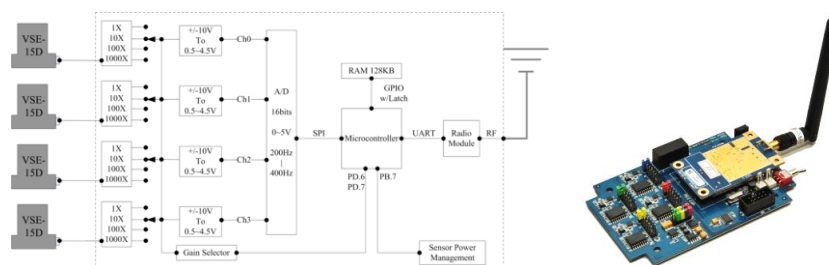 VSE-
15D
1X
10X
100X
1000X
+/-10V
To
0.5~4.5V
Ch0
VSE-
15D
1X
10X
100X
1000X
+/-10V
To
0.5~4.5V
Ch1
VSE-
15D
1X
10X
100X
1000X
+/-10V
To
0.5~4.5V
Ch2
VSE-
15D
1X
10X
100X
1000X
+/-10V
To
0.5~4.5V
Ch3
A/D
16bits
0~5V
200Hz
|
400Hz
SPI
RAM 128KB
GPIO
w/Latch
Microcontroller
UART
Radio
Module
RF
PD.6
PD.7
PB.7
Gain Selector
Sensor Power
Management